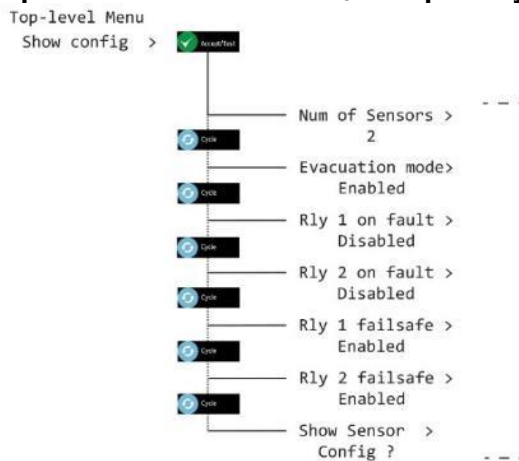 Top-level Menu
Show config >
Accept/Test
Num of Sensors >
2
Cycle
Evacuation mode>
Enabled
Cycle
Rly 1 on fault >
Disabled
Cycle
Rly 2 on fault >
Disabled
Cycle
Rly 1 failsafe >
Enabled
Cycle
Rly 2 failsafe >
Enabled
Cycle
Show Sensor >
Config ?